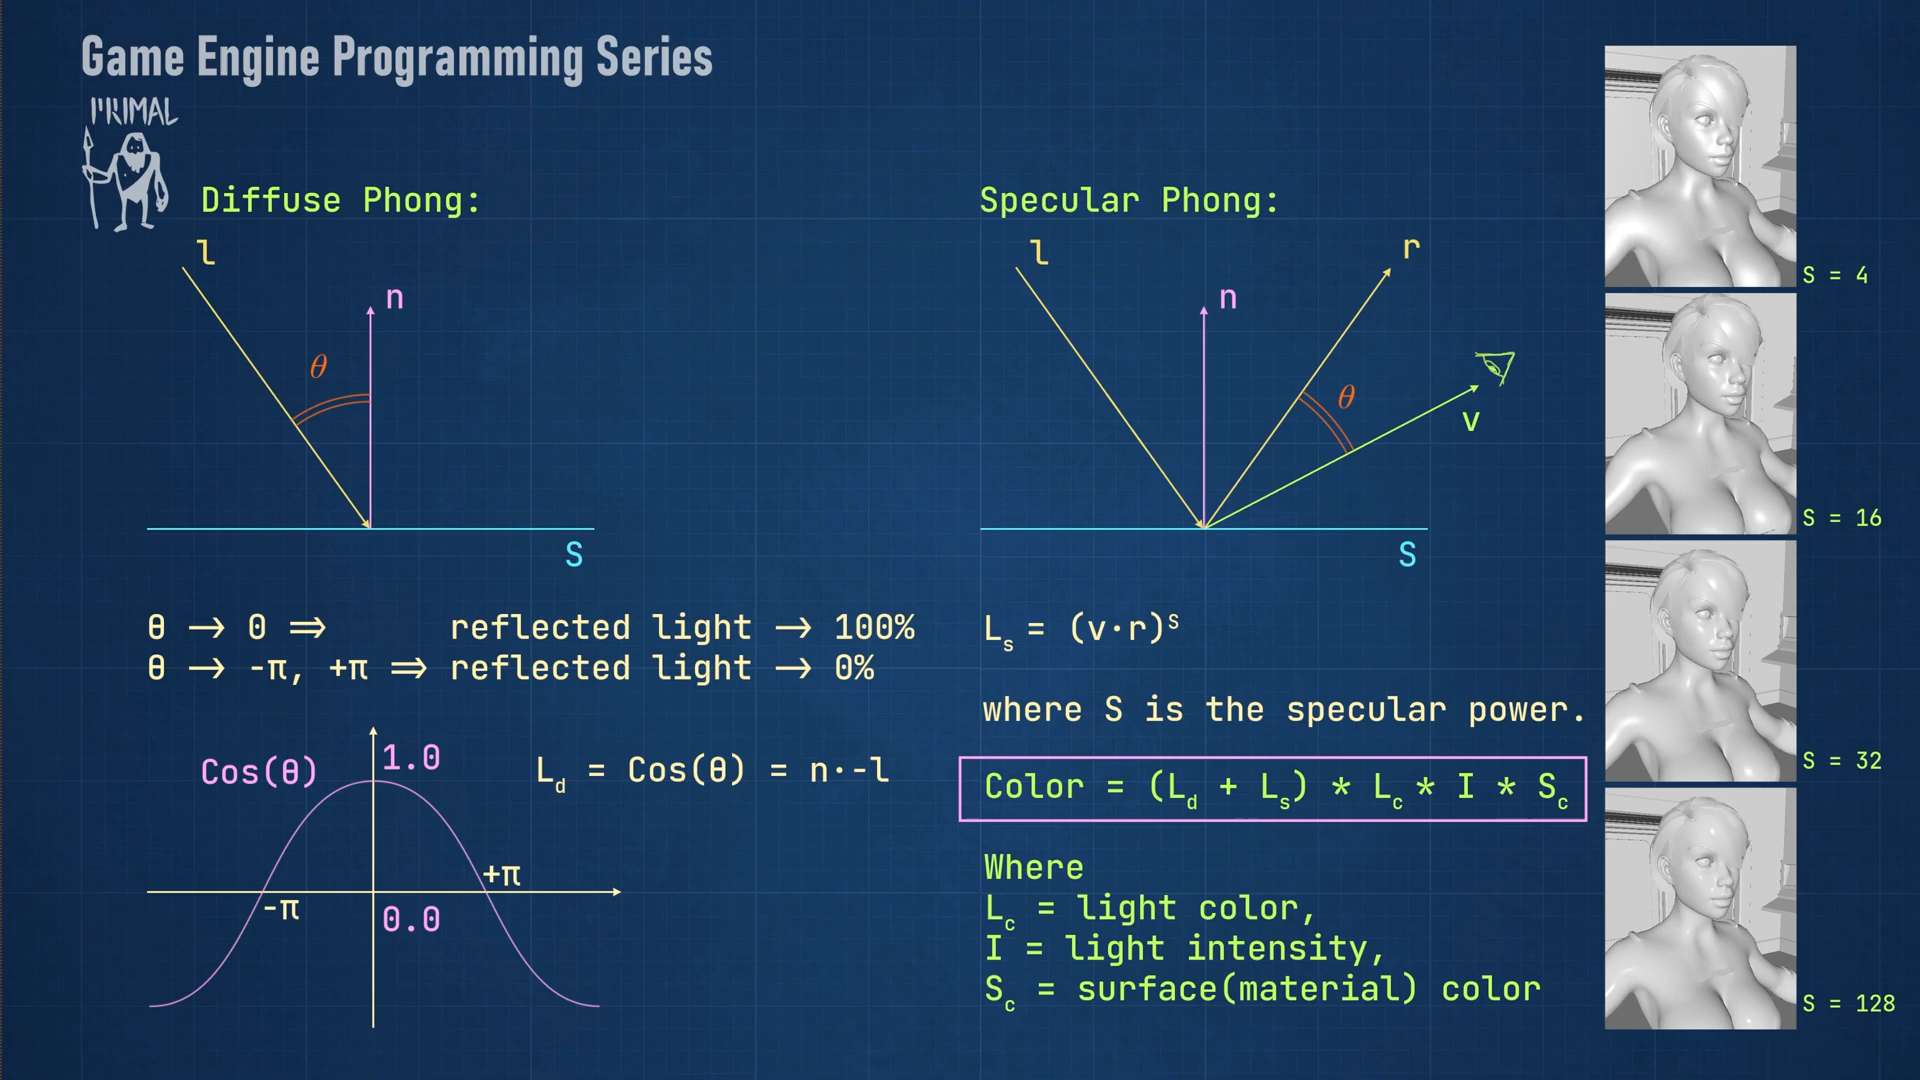 Game Engine Programming Series
PRIMAL
Diffuse Phong:
l
n
θ
S
θ → 0 ⇒ reflected light → 100%
θ → -π, +π ⇒ reflected light → 0%
Cos(θ)
1.0
+π
-π
0.0
L_d = Cos(θ) = n·-l
Specular Phong:
l
n
r
θ
v
S
L_s = (v·r)^S
where S is the specular power.
Color = (L_d + L_s) * L_c * I * S_c
Where
L_c = light color,
I = light intensity,
S_c = surface(material) color
S = 4
S = 16
S = 32
S = 128